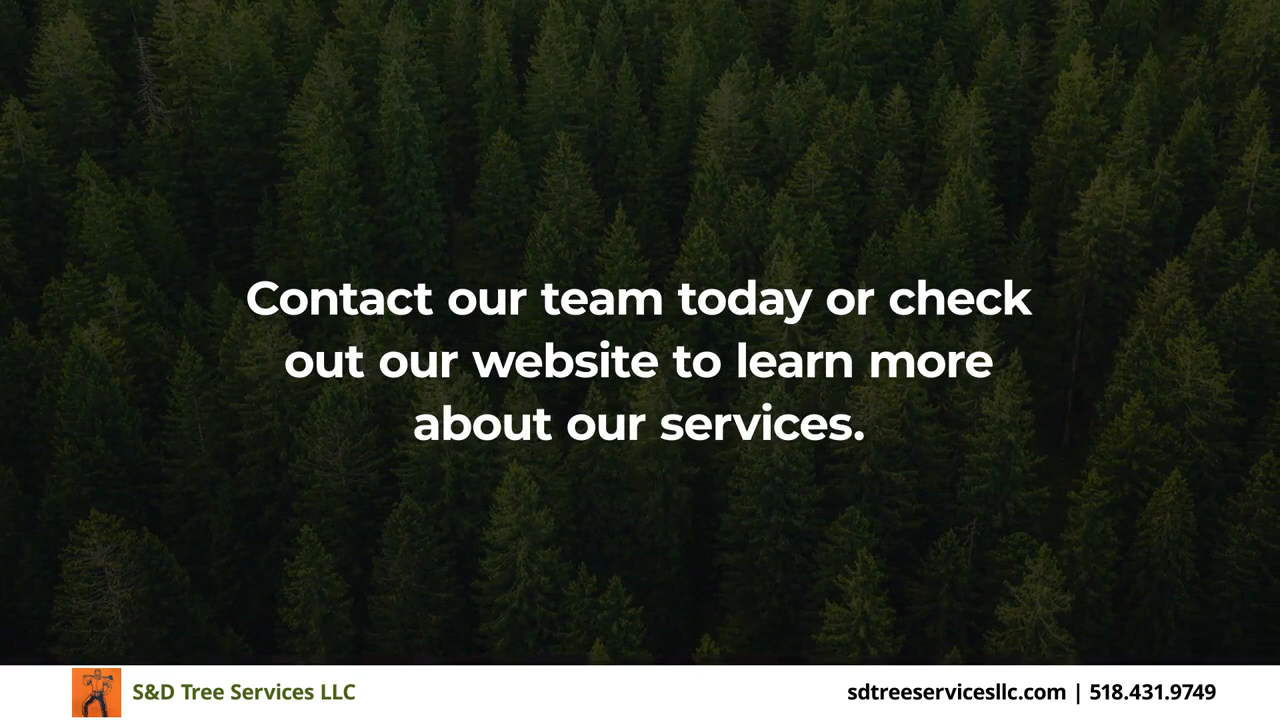 Contact our team today or check
out our website to learn more
about our services.
S&D Tree Services LLC
sdtreeservicesllc.com | 518.431.9749